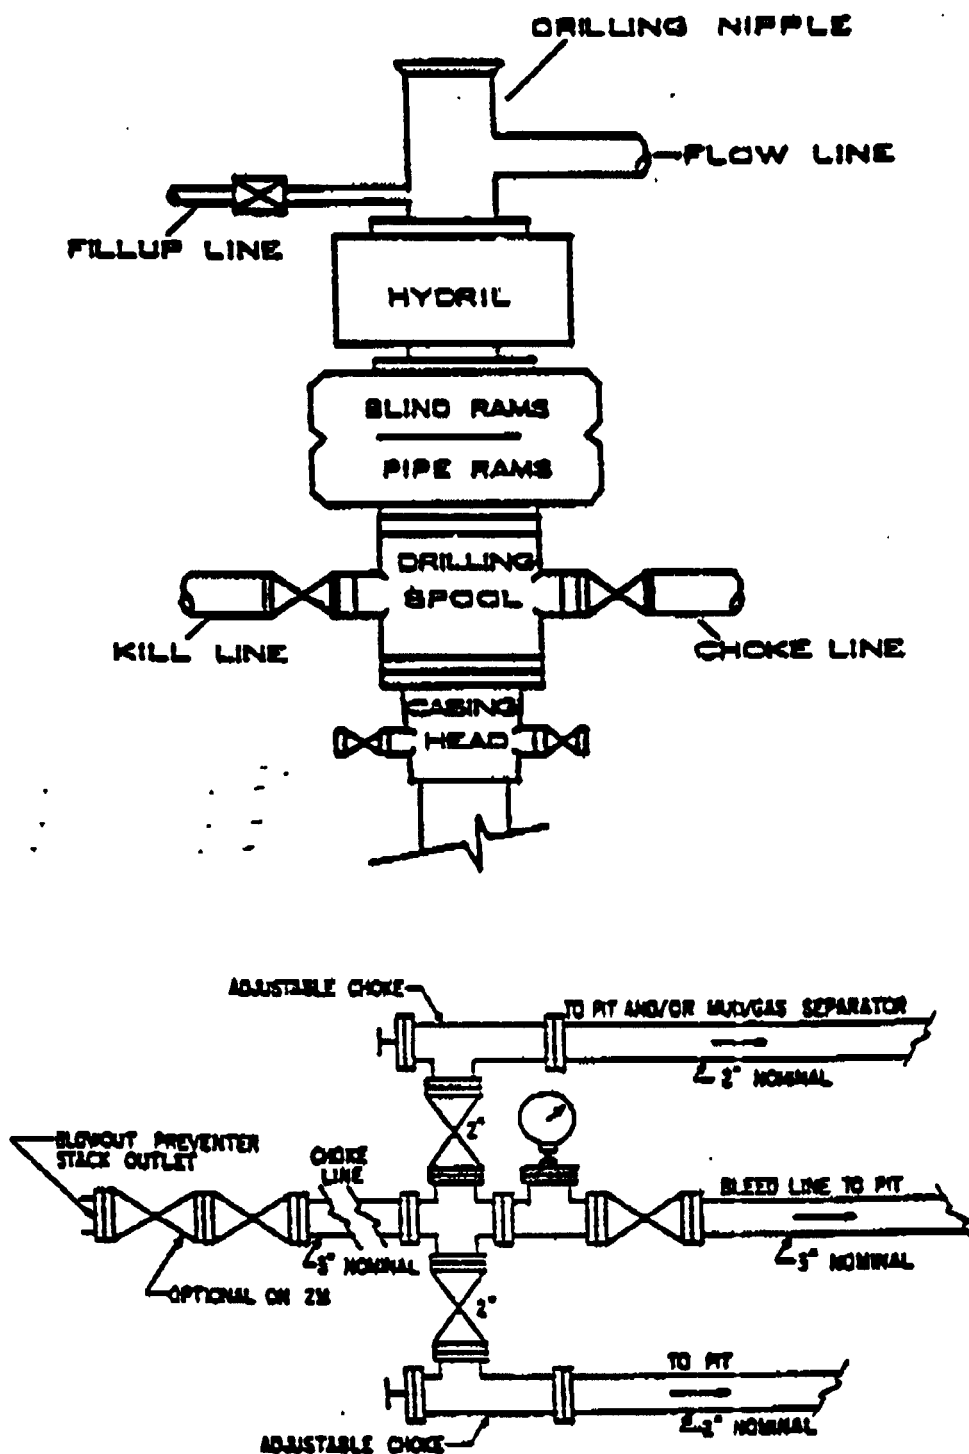 DRILLING NIPPLE
FLOW LINE
FILLUP LINE
HYDRIL
BLIND RAMS
PIPE RAMS
DRILLING
SPOOL
KILL LINE
CHOKE LINE
CASING
HEAD
ADJUSTABLE CHOKE
TO PIT AND/OR MUD/GAS SEPARATOR
2" NOMINAL
2"
BLOWOUT PREVENTER
STACK OUTLET
CHOKE
LINE
BLEED LINE TO PIT
3" NOMINAL
3" NOMINAL
OPTIONAL ON 2M
2"
TO PIT
2" NOMINAL
ADJUSTABLE CHOKE